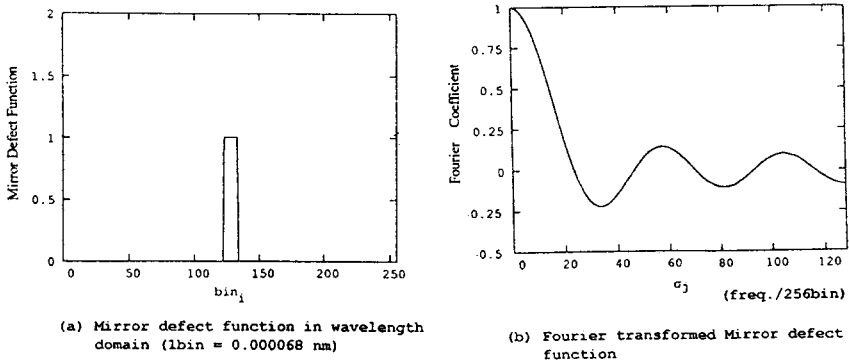 2
1.5
1
0.5
0
Mirror Defect Function
0 50 100 150 200 250
bin_i
(a) Mirror defect function in wavelength
domain (1bin = 0.000068 nm)
1
0.75
0.5
0.25
0
-0.25
-0.5
Fourier Coefficient
0 20 40 60 80 100 120
σ_J (freq./256bin)
(b) Fourier transformed Mirror defect
function